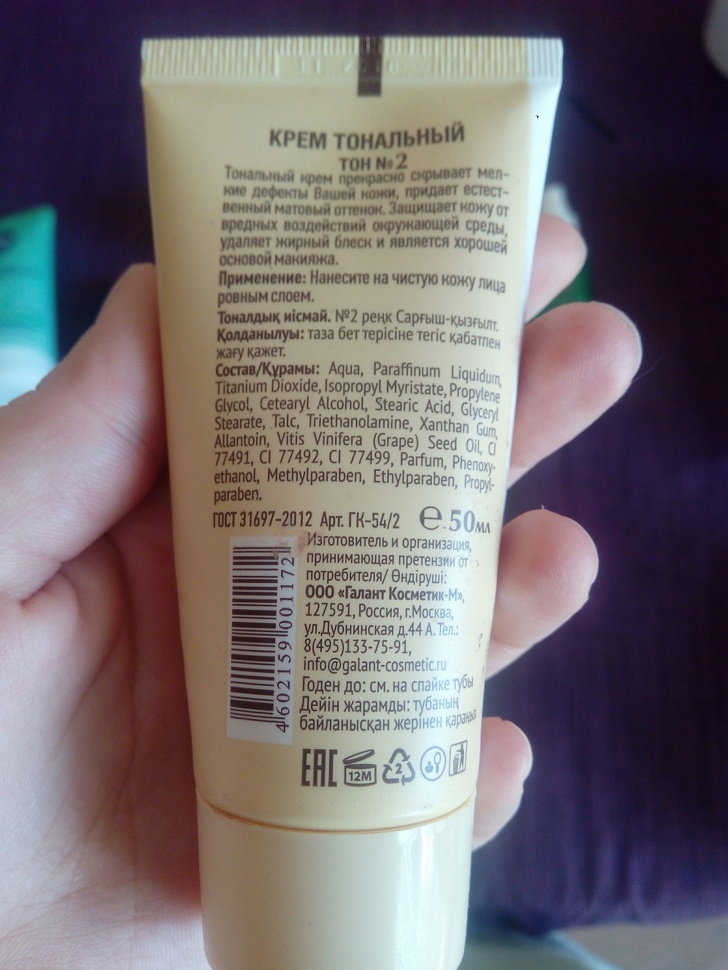 КРЕМ ТОНАЛЬНЫЙ
ТОН №2
Тональный крем прекрасно скрывает мел-
кие дефекты Вашей кожи, придает естест-
венный матовый оттенок. Защищает кожу от
вредных воздействий окружающей среды,
удаляет жирный блеск и является хорошей
основой макияжа.
Применение: Нанесите на чистую кожу лица
ровным слоем.
Тоналдық иісмай. №2 реңк Сарғыш-қызғылт.
Қолданылуы: таза бет терісіне тегіс қабатпен
жағу қажет.
Состав/Құрамы: Aqua, Paraffinum Liquidum,
Titanium Dioxide, Isopropyl Myristate, Propylene
Glycol, Cetearyl Alcohol, Stearic Acid, Glyceryl
Stearate, Talc, Triethanolamine, Xanthan Gum,
Allantoin, Vitis Vinifera (Grape) Seed Oil, CI
77491, CI 77492, CI 77499, Parfum, Phenoxy-
ethanol, Methylparaben, Ethylparaben, Propyl-
paraben.
ГОСТ 31697-2012 Арт. ГК-54/2 e 50мл
Изготовитель и организация,
принимающая претензии от
потребителя/ Өндіруші:
ООО «Галант Косметик-М»,
127591, Россия, г.Москва,
ул.Дубнинская д.44 А. Тел.:
8(495)133-75-91,
info@galant-cosmetic.ru
Годен до: см. на спайке тубы
Дейін жарамды: тубаның
байланысқан жерінен қараңыз
4 602159 001172
EAC 12M 2